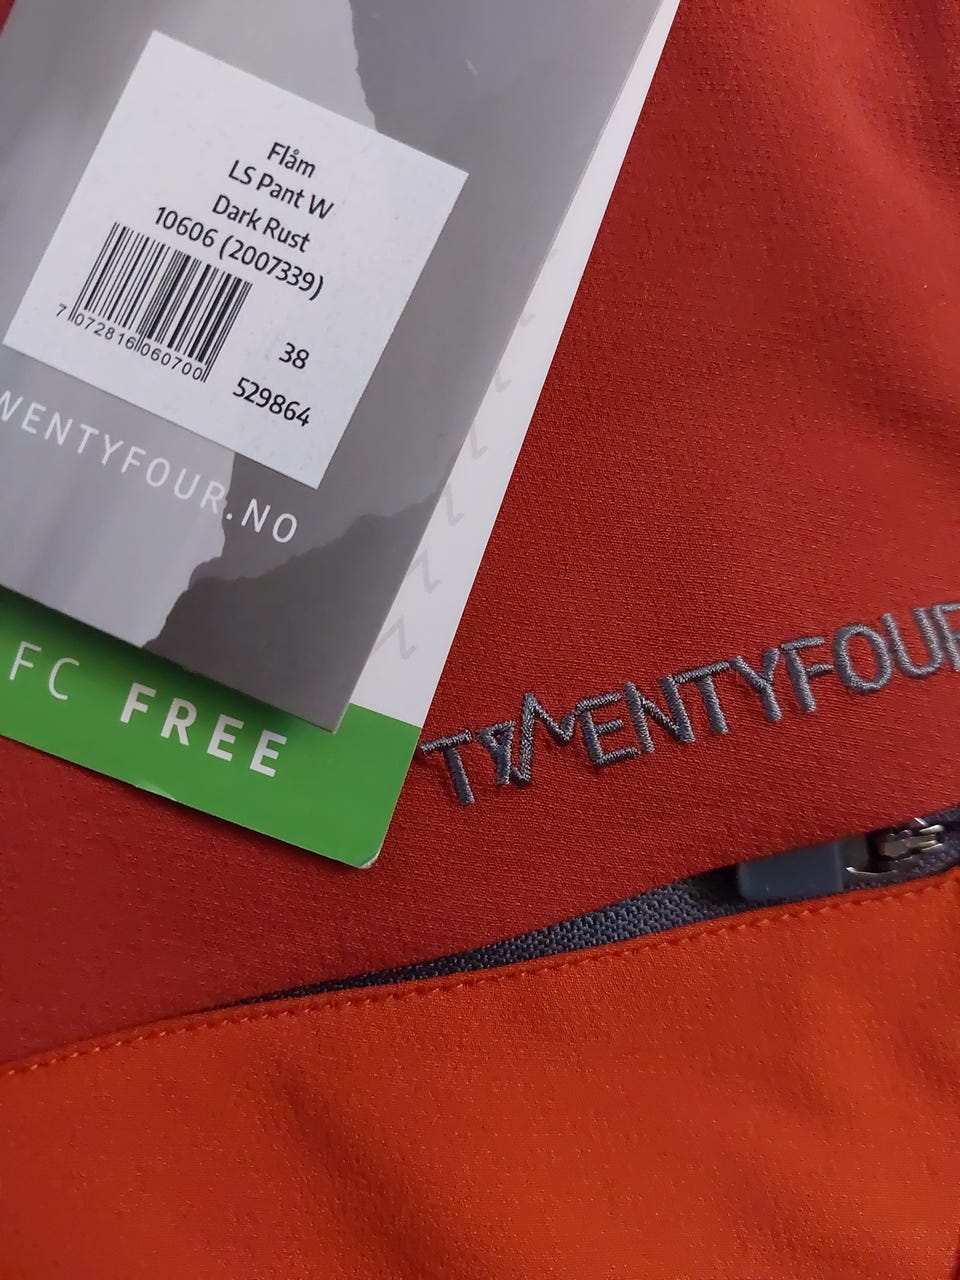 Flåm
LS Pant W
Dark Rust
10606 (2007339)
7 072816 060700
38
529864
WENTYFOUR.NO
FC FREE
TWENTYFOUR